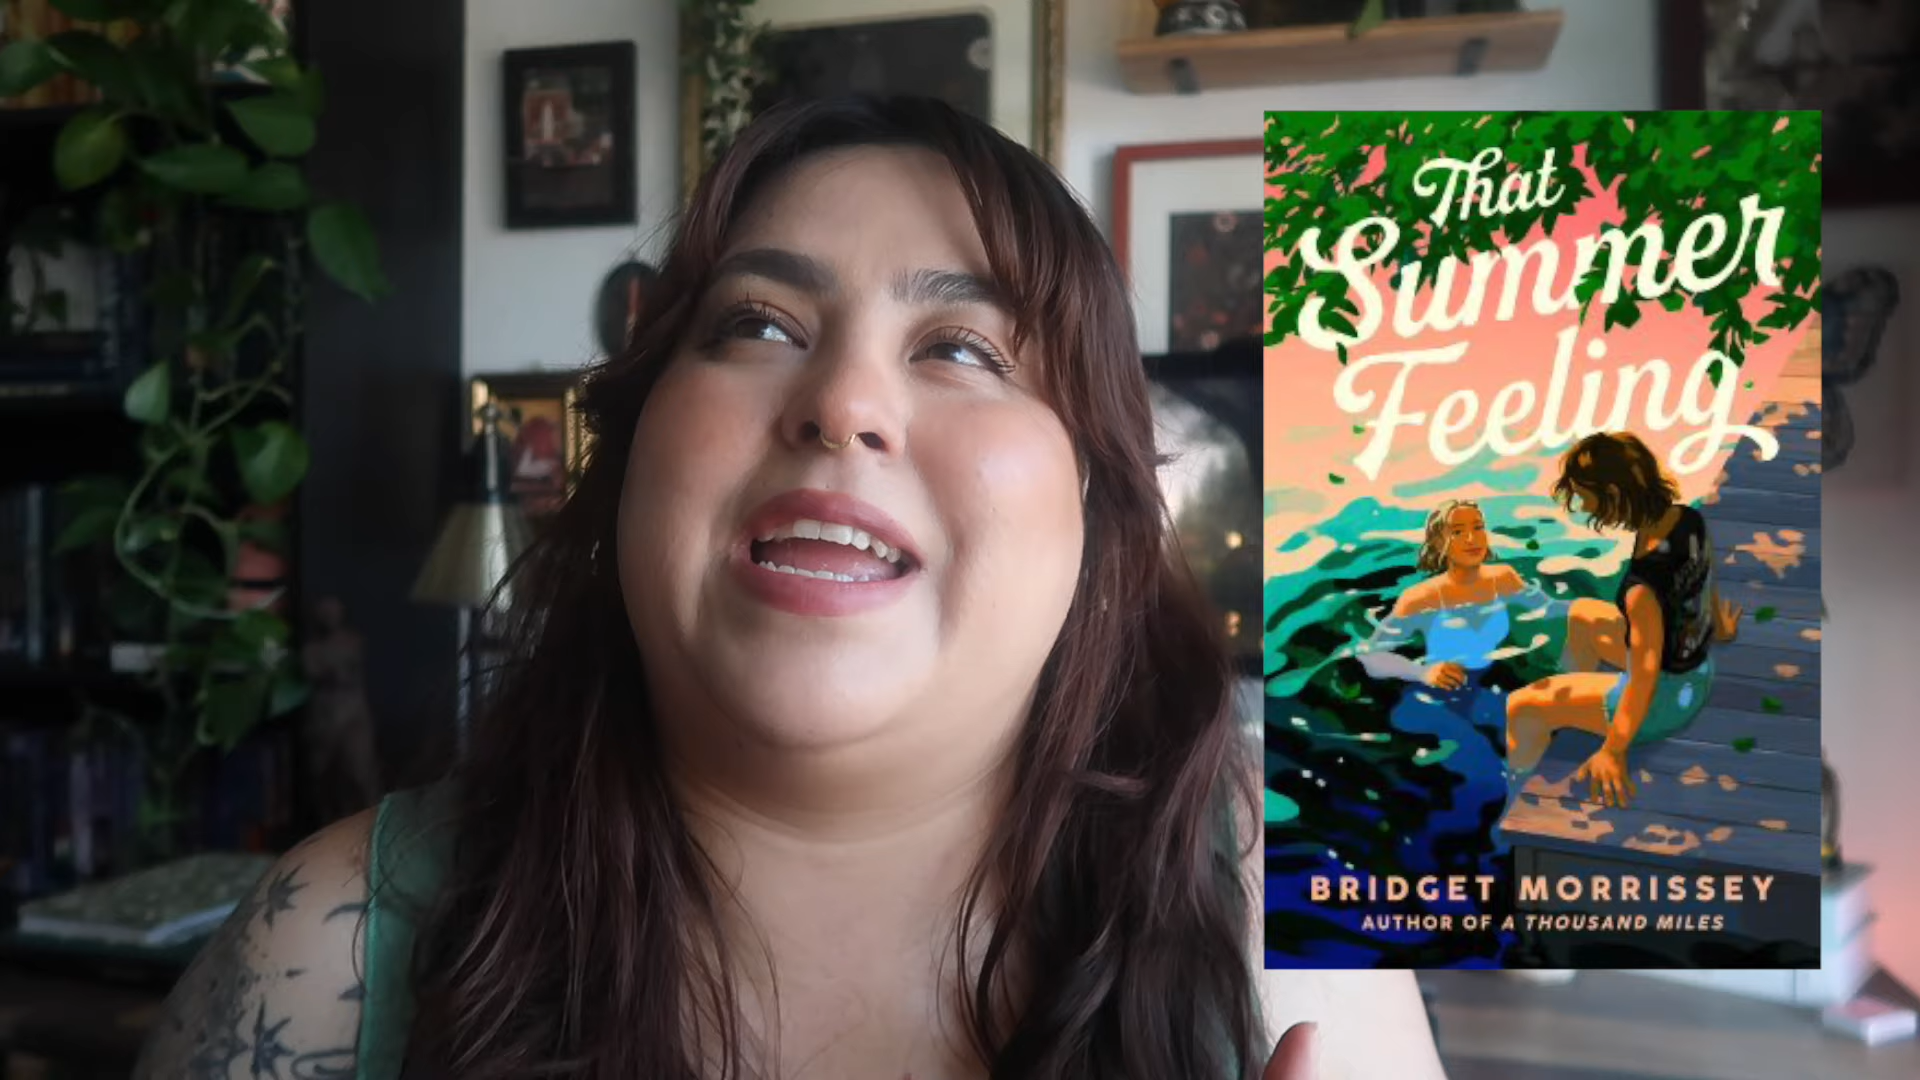 That
Summer
Feeling
BRIDGET MORRISSEY
AUTHOR OF A THOUSAND MILES